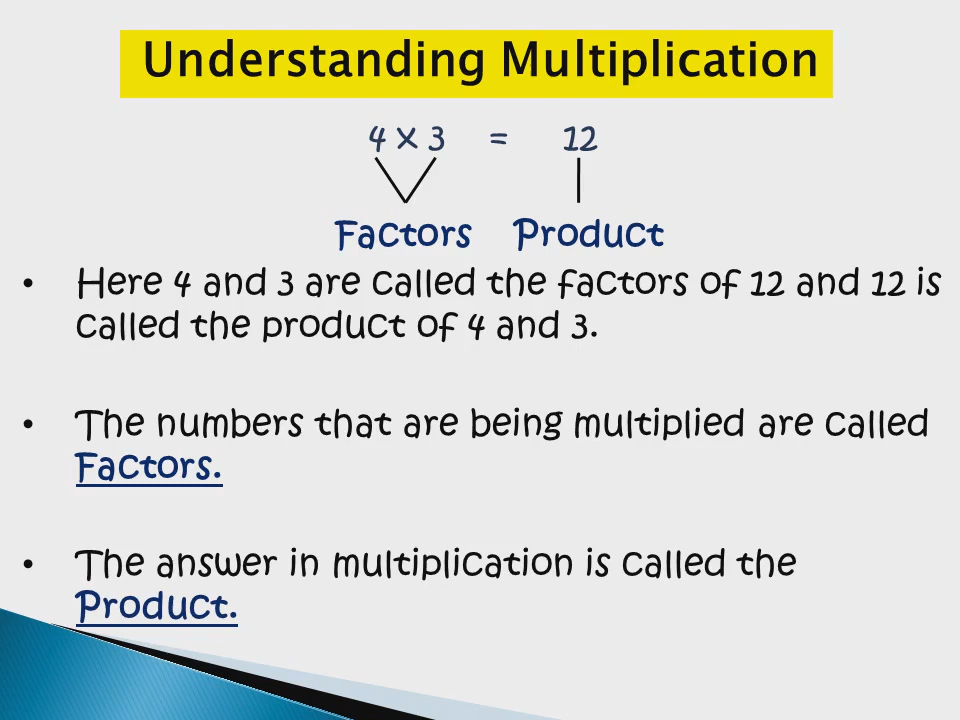 Understanding Multiplication
4 x 3 = 12
Factors Product
• Here 4 and 3 are called the factors of 12 and 12 is
called the product of 4 and 3.
• The numbers that are being multiplied are called
Factors.
• The answer in multiplication is called the
Product.